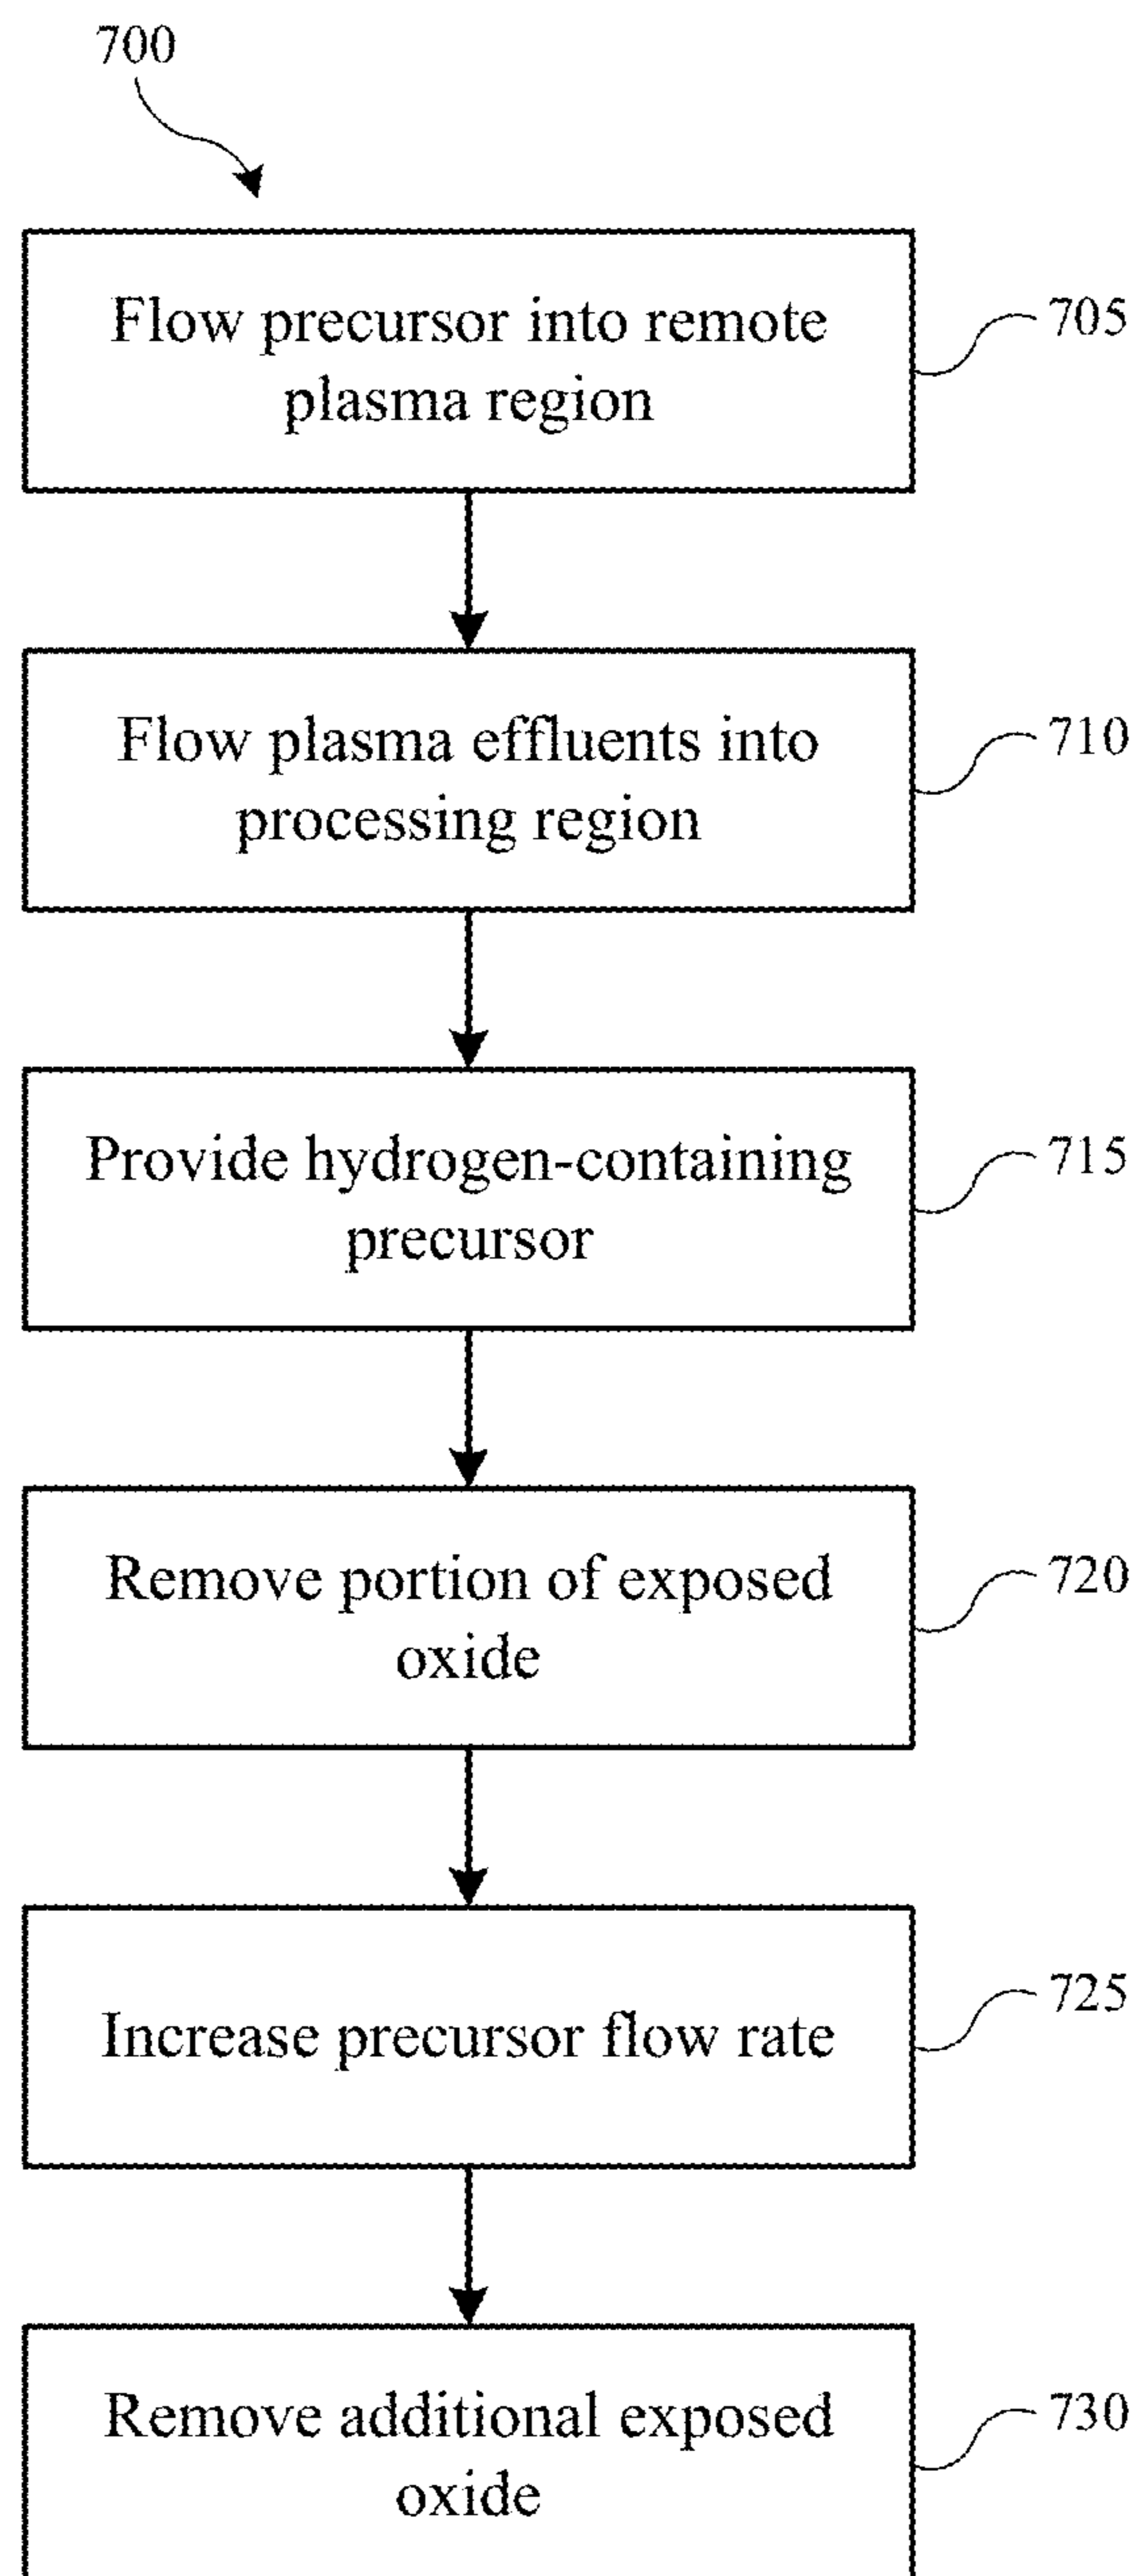 700
Flow precursor into remote
plasma region
705
Flow plasma effluents into
processing region
710
Provide hydrogen-containing
precursor
715
Remove portion of exposed
oxide
720
Increase precursor flow rate
725
Remove additional exposed
oxide
730